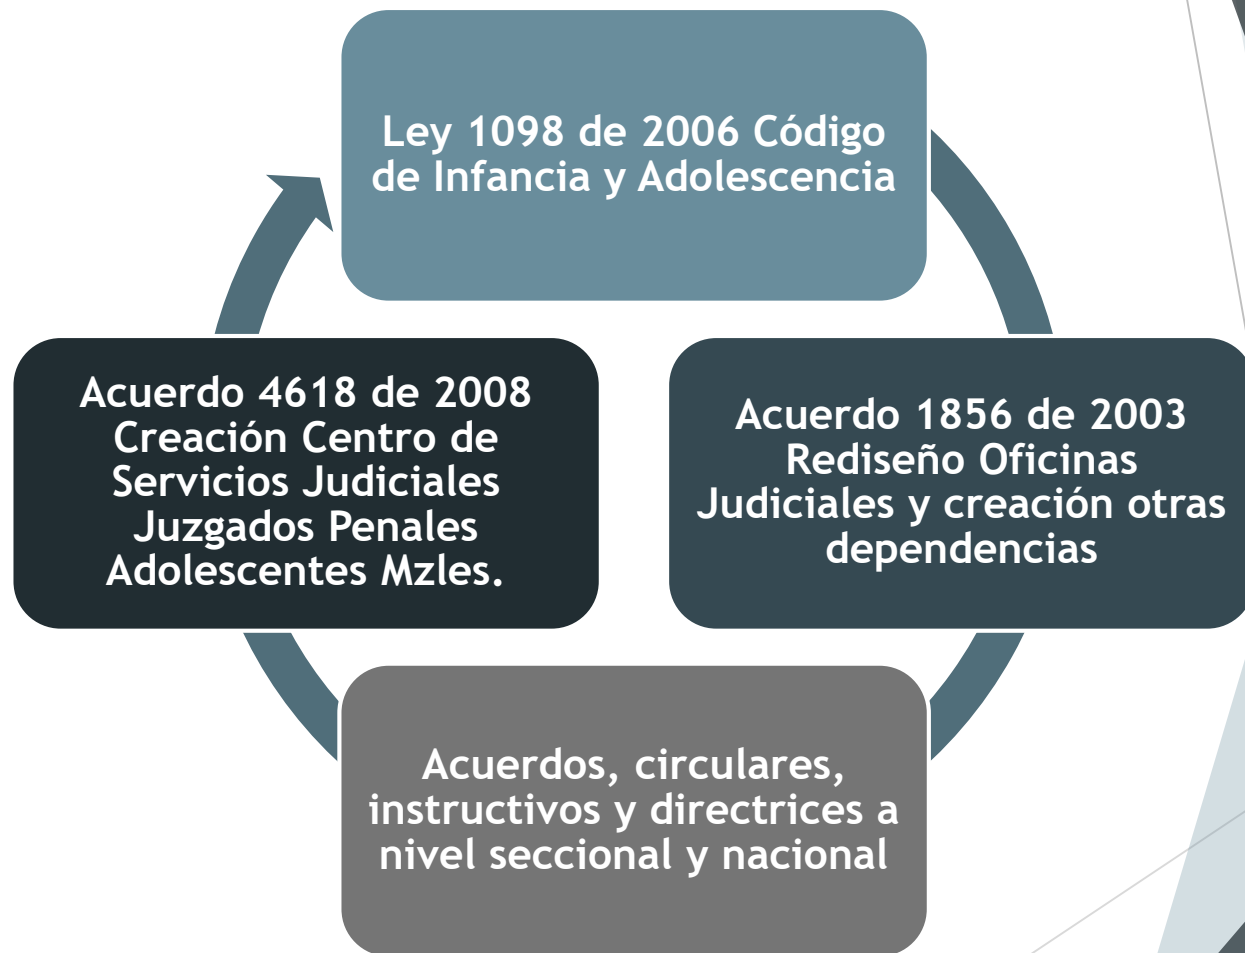 Ley 1098 de 2006 Código
de Infancia y Adolescencia
Acuerdo 1856 de 2003
Rediseño Oficinas
Judiciales y creación otras
dependencias
Acuerdos, circulares,
instructivos y directrices a
nivel seccional y nacional
Acuerdo 4618 de 2008
Creación Centro de
Servicios Judiciales
Juzgados Penales
Adolescentes Mzles.